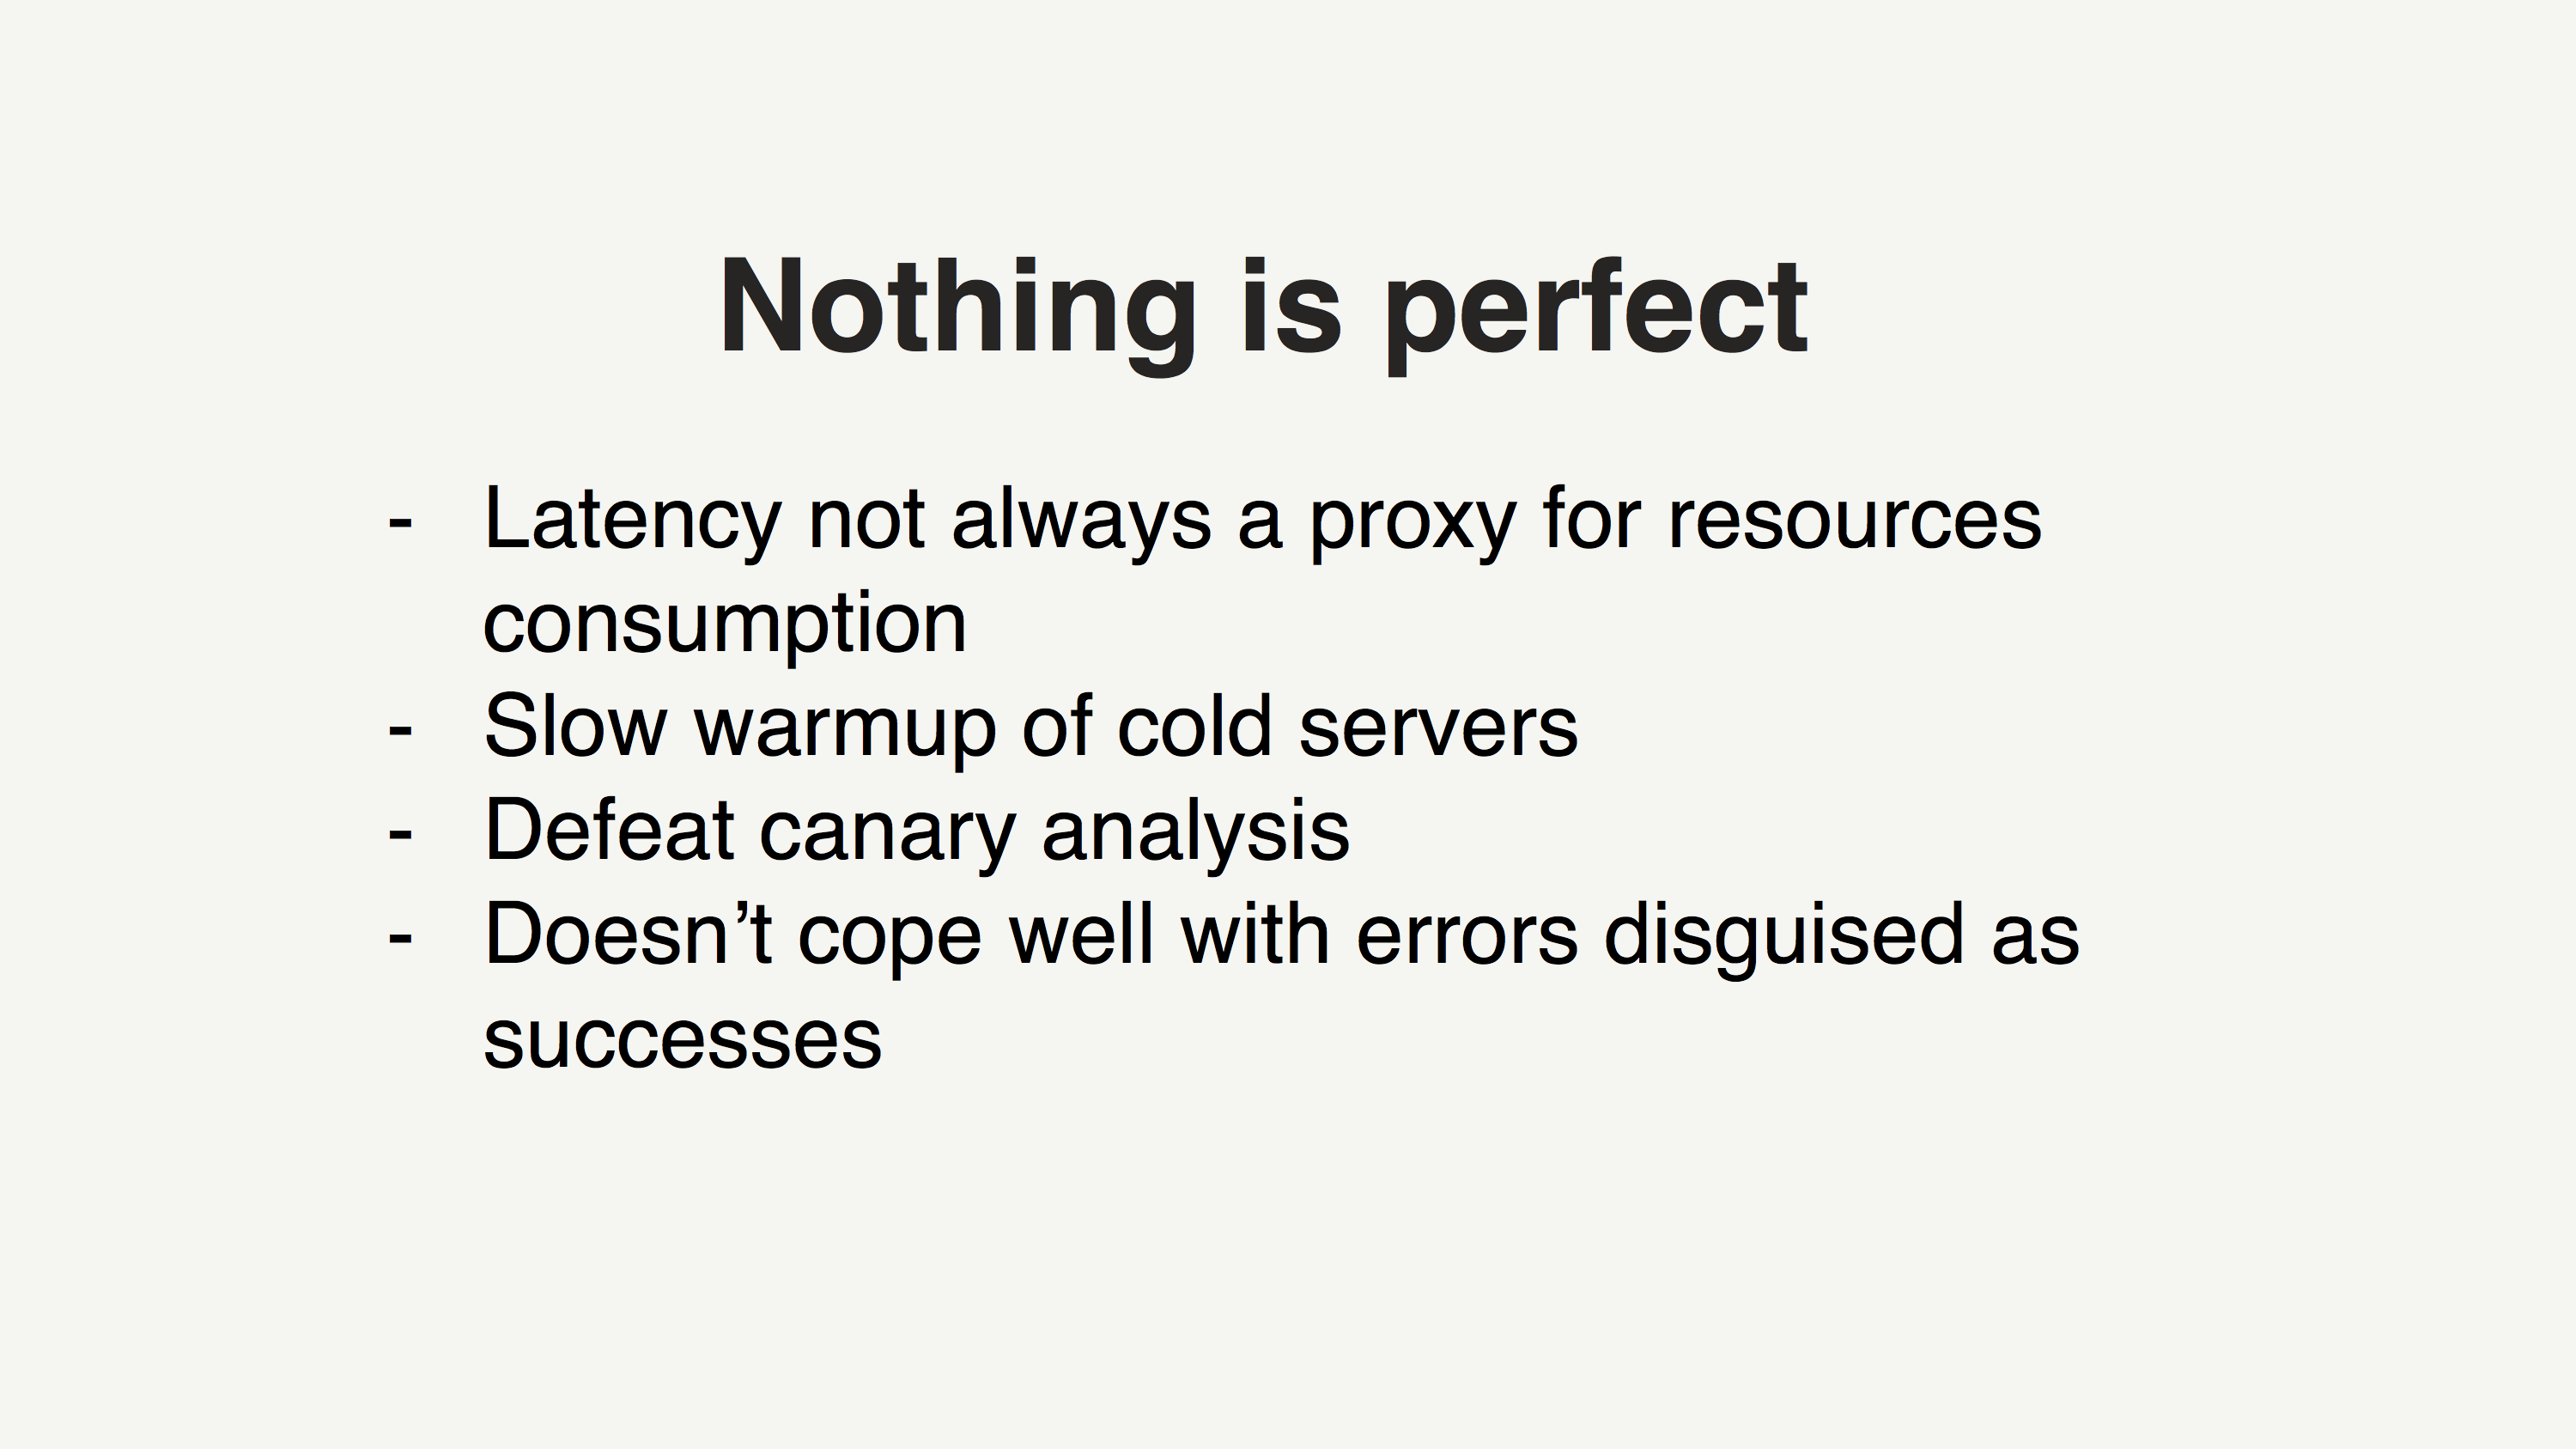 Nothing is perfect
- Latency not always a proxy for resources
consumption
- Slow warmup of cold servers
- Defeat canary analysis
- Doesn’t cope well with errors disguised as
successes